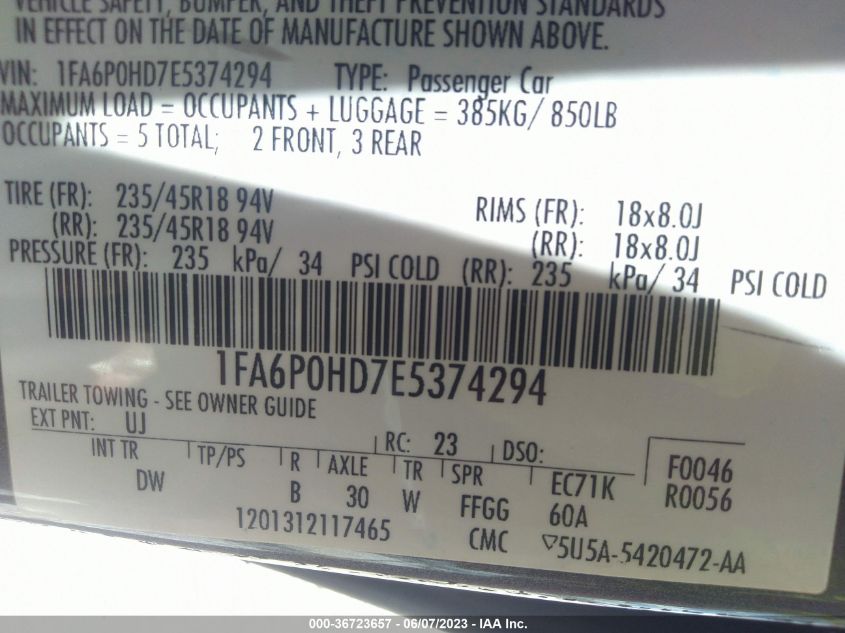 VEHICLE SAFETY, BUMPER, AND THEFT PREVENTION STANDARDS
IN EFFECT ON THE DATE OF MANUFACTURE SHOWN ABOVE.
VIN: 1FA6P0HD7E5374294 TYPE: Passenger Car
MAXIMUM LOAD = OCCUPANTS + LUGGAGE = 385KG/ 850LB
OCCUPANTS = 5 TOTAL; 2 FRONT, 3 REAR
TIRE (FR): 235/45R18 94V RIMS (FR): 18x8.0J
(RR): 235/45R18 94V (RR): 18x8.0J
PRESSURE (FR): 235 kPa/ 34 PSI COLD (RR): 235 kPa/ 34 PSI COLD
1FA6P0HD7E5374294
TRAILER TOWING - SEE OWNER GUIDE
EXT PNT: UJ RC: 23 DSO:
INT TR TP/PS R AXLE TR SPR EC71K F0046
DW B 30 W FFGG 60A R0056
1201312117465 CMC ▽5U5A-5420472-AA
000-36723657 - 06/07/2023 - IAA Inc.